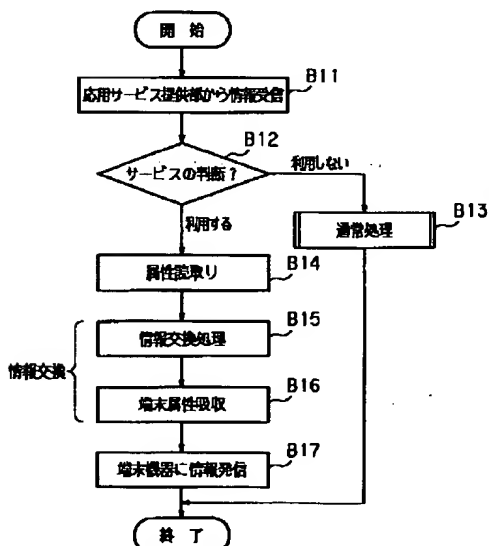 開 始
応用サービス提供部から情報受信
B11
B12
サービスの判断?
利用しない
利用する
通常処理
B13
属性読取り
B14
情報交換
情報交換処理
B15
端末属性吸収
B16
端末機器に情報発信
B17
終 了